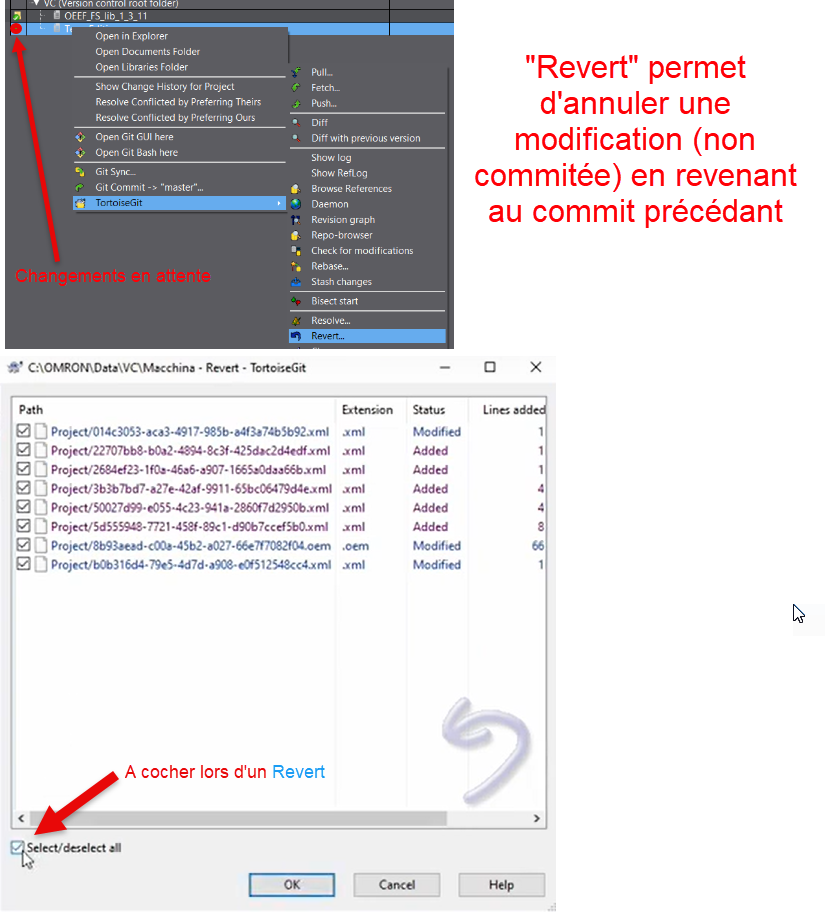 VC (Version control root folder)
OEEF_FS_lib_1_3_11
Open in Explorer
Open Documents Folder
Open Libraries Folder
Show Change History for Project
Resolve Conflicted by Preferring Theirs
Resolve Conflicted by Preferring Ours
Open Git GUI here
Open Git Bash here
Git Sync...
Git Commit -> "master"...
TortoiseGit
Pull...
Fetch...
Push...
Diff
Diff with previous version
Show log
Show RefLog
Browse References
Daemon
Revision graph
Repo-browser
Check for modifications
Rebase...
Stash changes
Bisect start
Resolve...
Revert...
Changements en attente
"Revert" permet
d'annuler une
modification (non
commitée) en revenant
au commit précédant
C:\OMRON\Data\VC\Macchina - Revert - TortoiseGit
Path Extension Status Lines added
Project/014c3053-aca3-4917-985b-a4f3a74b5b92.xml .xml Modified 1
Project/22707bb8-b0a2-4894-8c3f-425dac2d4edf.xml .xml Added 1
Project/2684ef23-1f0a-46a6-a907-1665a0daa66b.xml .xml Added 1
Project/3b3b7bd7-a27e-42af-9911-65bc06479d4e.xml .xml Added 4
Project/50027d99-e055-4c23-941a-2860f7d2950b.xml .xml Added 4
Project/5d555948-7721-458f-89c1-d90b7ccef5b0.xml .xml Added 8
Project/8b93aead-c00a-45b2-a027-66e7f7082f04.oem .oem Modified 66
Project/b0b316d4-79e5-4d7d-a908-e0f512548cc4.xml .xml Modified 1
A cocher lors d'un Revert
Select/deselect all
OK Cancel Help